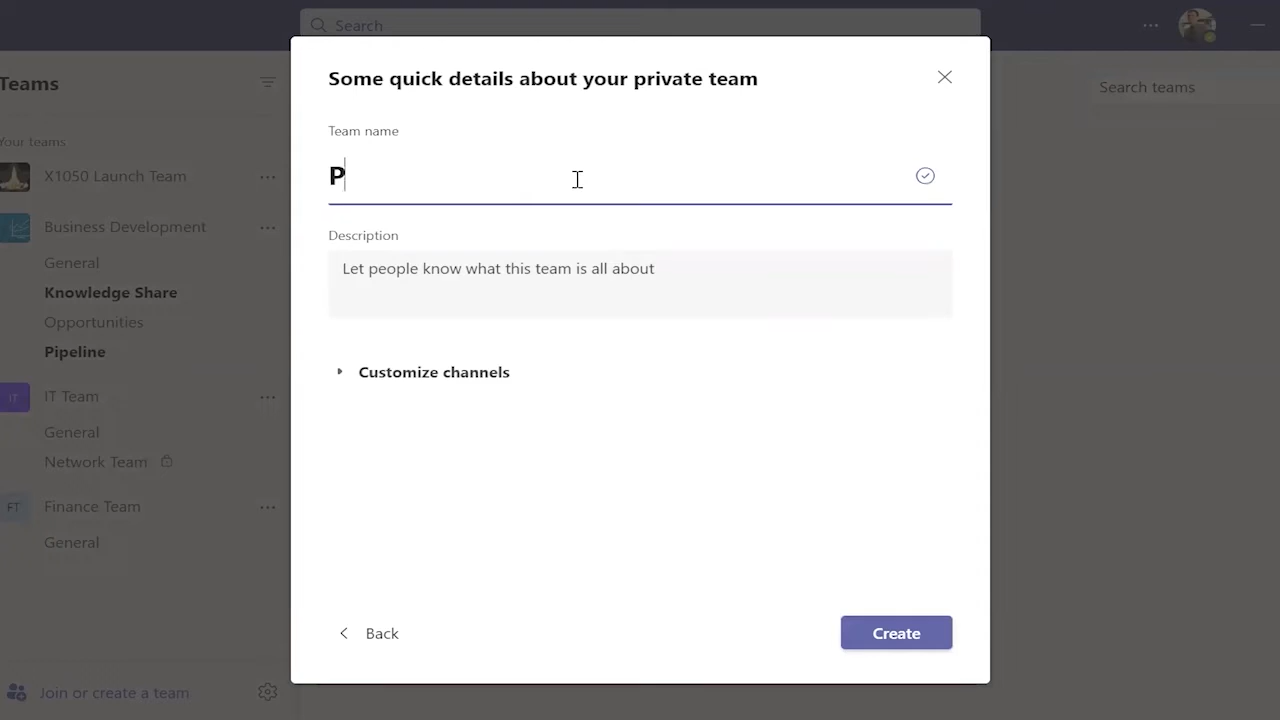 Search
Some quick details about your private team
Teams
Search teams
Team name
Your teams
P
X1050 Launch Team
Business Development
Description
General
Let people know what this team is all about
Knowledge Share
Opportunities
Pipeline
Customize channels
IT
IT Team
General
Network Team
FT
Finance Team
General
Back
Create
Join or create a team